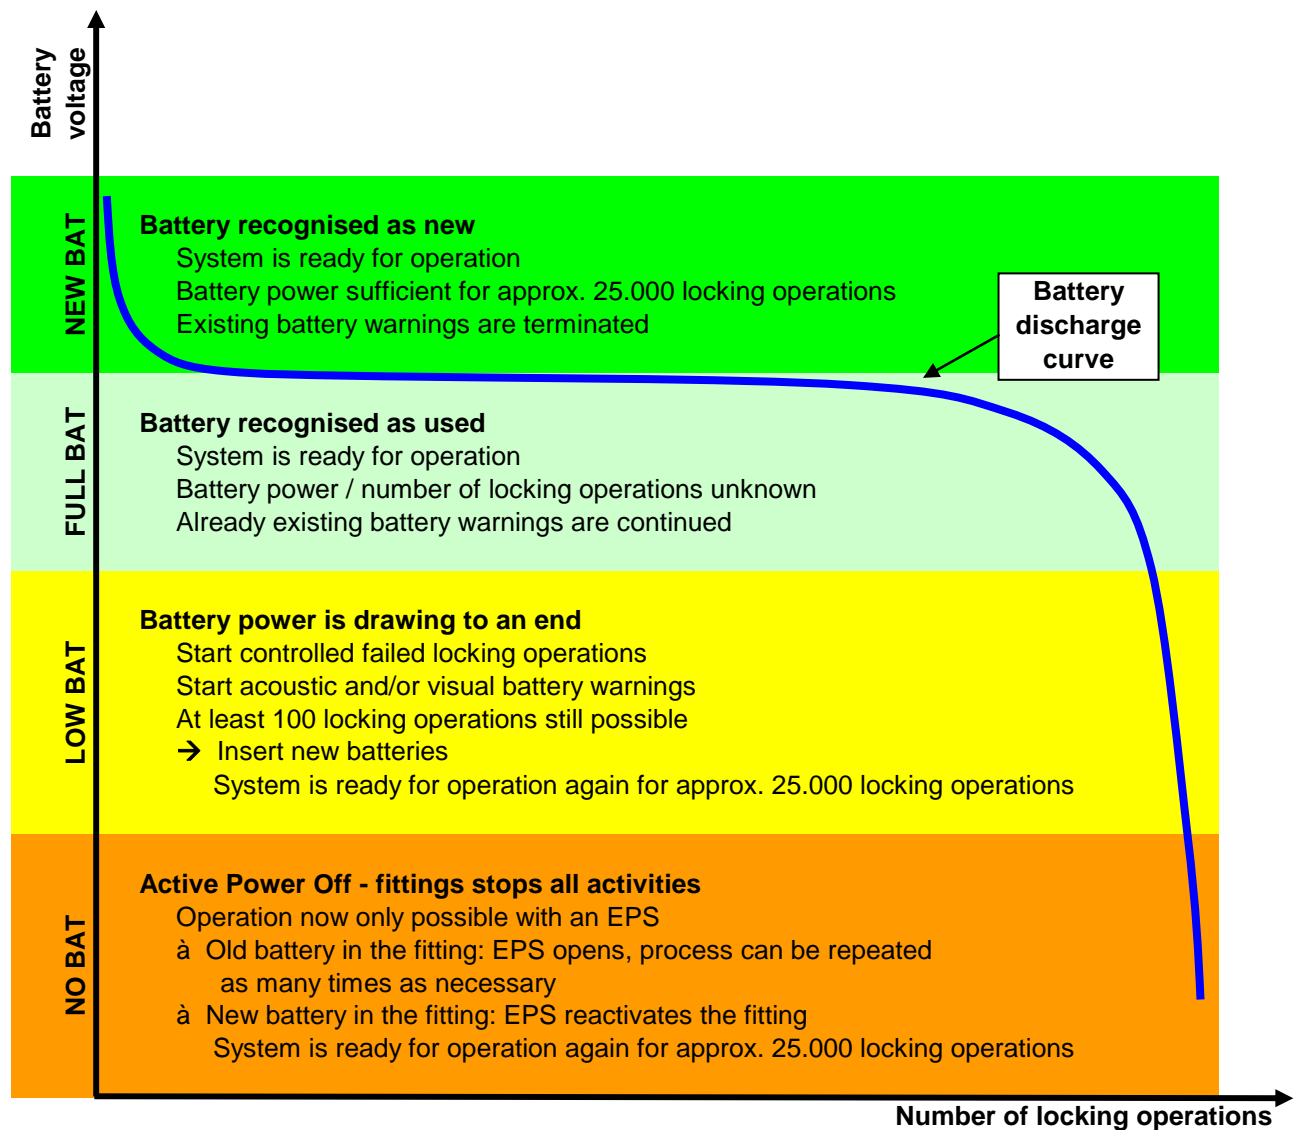 Battery
voltage
NEW BAT
Battery recognised as new
System is ready for operation
Battery power sufficient for approx. 25.000 locking operations
Existing battery warnings are terminated
Battery
discharge
curve
FULL BAT
Battery recognised as used
System is ready for operation
Battery power / number of locking operations unknown
Already existing battery warnings are continued
LOW BAT
Battery power is drawing to an end
Start controlled failed locking operations
Start acoustic and/or visual battery warnings
At least 100 locking operations still possible
→ Insert new batteries
System is ready for operation again for approx. 25.000 locking operations
NO BAT
Active Power Off - fittings stops all activities
Operation now only possible with an EPS
à Old battery in the fitting: EPS opens, process can be repeated
as many times as necessary
à New battery in the fitting: EPS reactivates the fitting
System is ready for operation again for approx. 25.000 locking operations
Number of locking operations